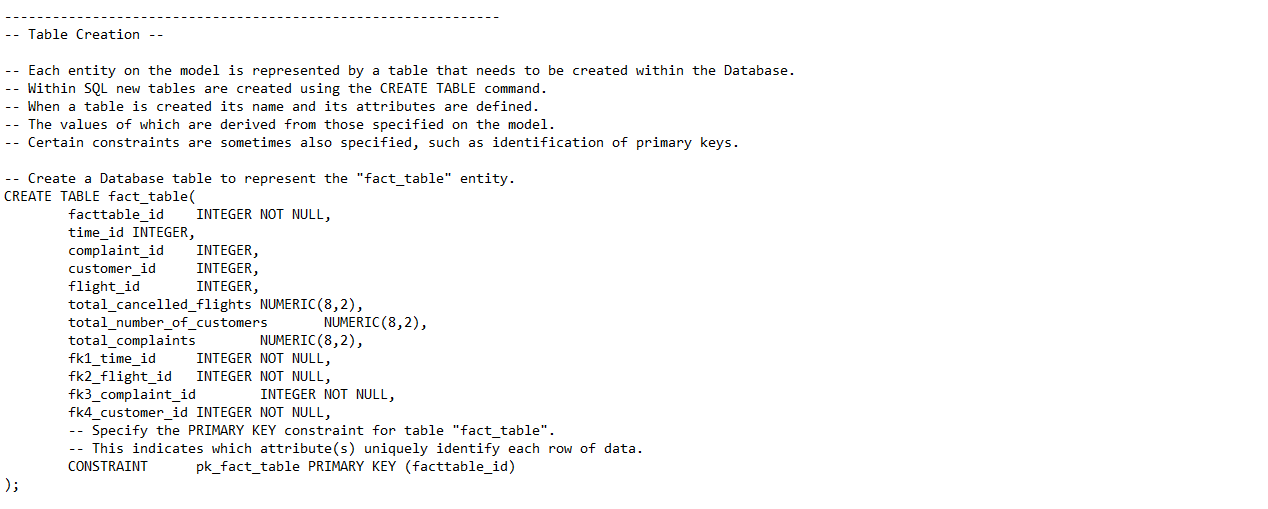 --------------------------------------------------------------
-- Table Creation --
-- Each entity on the model is represented by a table that needs to be created within the Database.
-- Within SQL new tables are created using the CREATE TABLE command.
-- When a table is created its name and its attributes are defined.
-- The values of which are derived from those specified on the model.
-- Certain constraints are sometimes also specified, such as identification of primary keys.
-- Create a Database table to represent the "fact_table" entity.
CREATE TABLE fact_table(
facttable_id INTEGER NOT NULL,
time_id INTEGER,
complaint_id INTEGER,
customer_id INTEGER,
flight_id INTEGER,
total_cancelled_flights NUMERIC(8,2),
total_number_of_customers NUMERIC(8,2),
total_complaints NUMERIC(8,2),
fk1_time_id INTEGER NOT NULL,
fk2_flight_id INTEGER NOT NULL,
fk3_complaint_id INTEGER NOT NULL,
fk4_customer_id INTEGER NOT NULL,
-- Specify the PRIMARY KEY constraint for table "fact_table".
-- This indicates which attribute(s) uniquely identify each row of data.
CONSTRAINT pk_fact_table PRIMARY KEY (facttable_id)
);